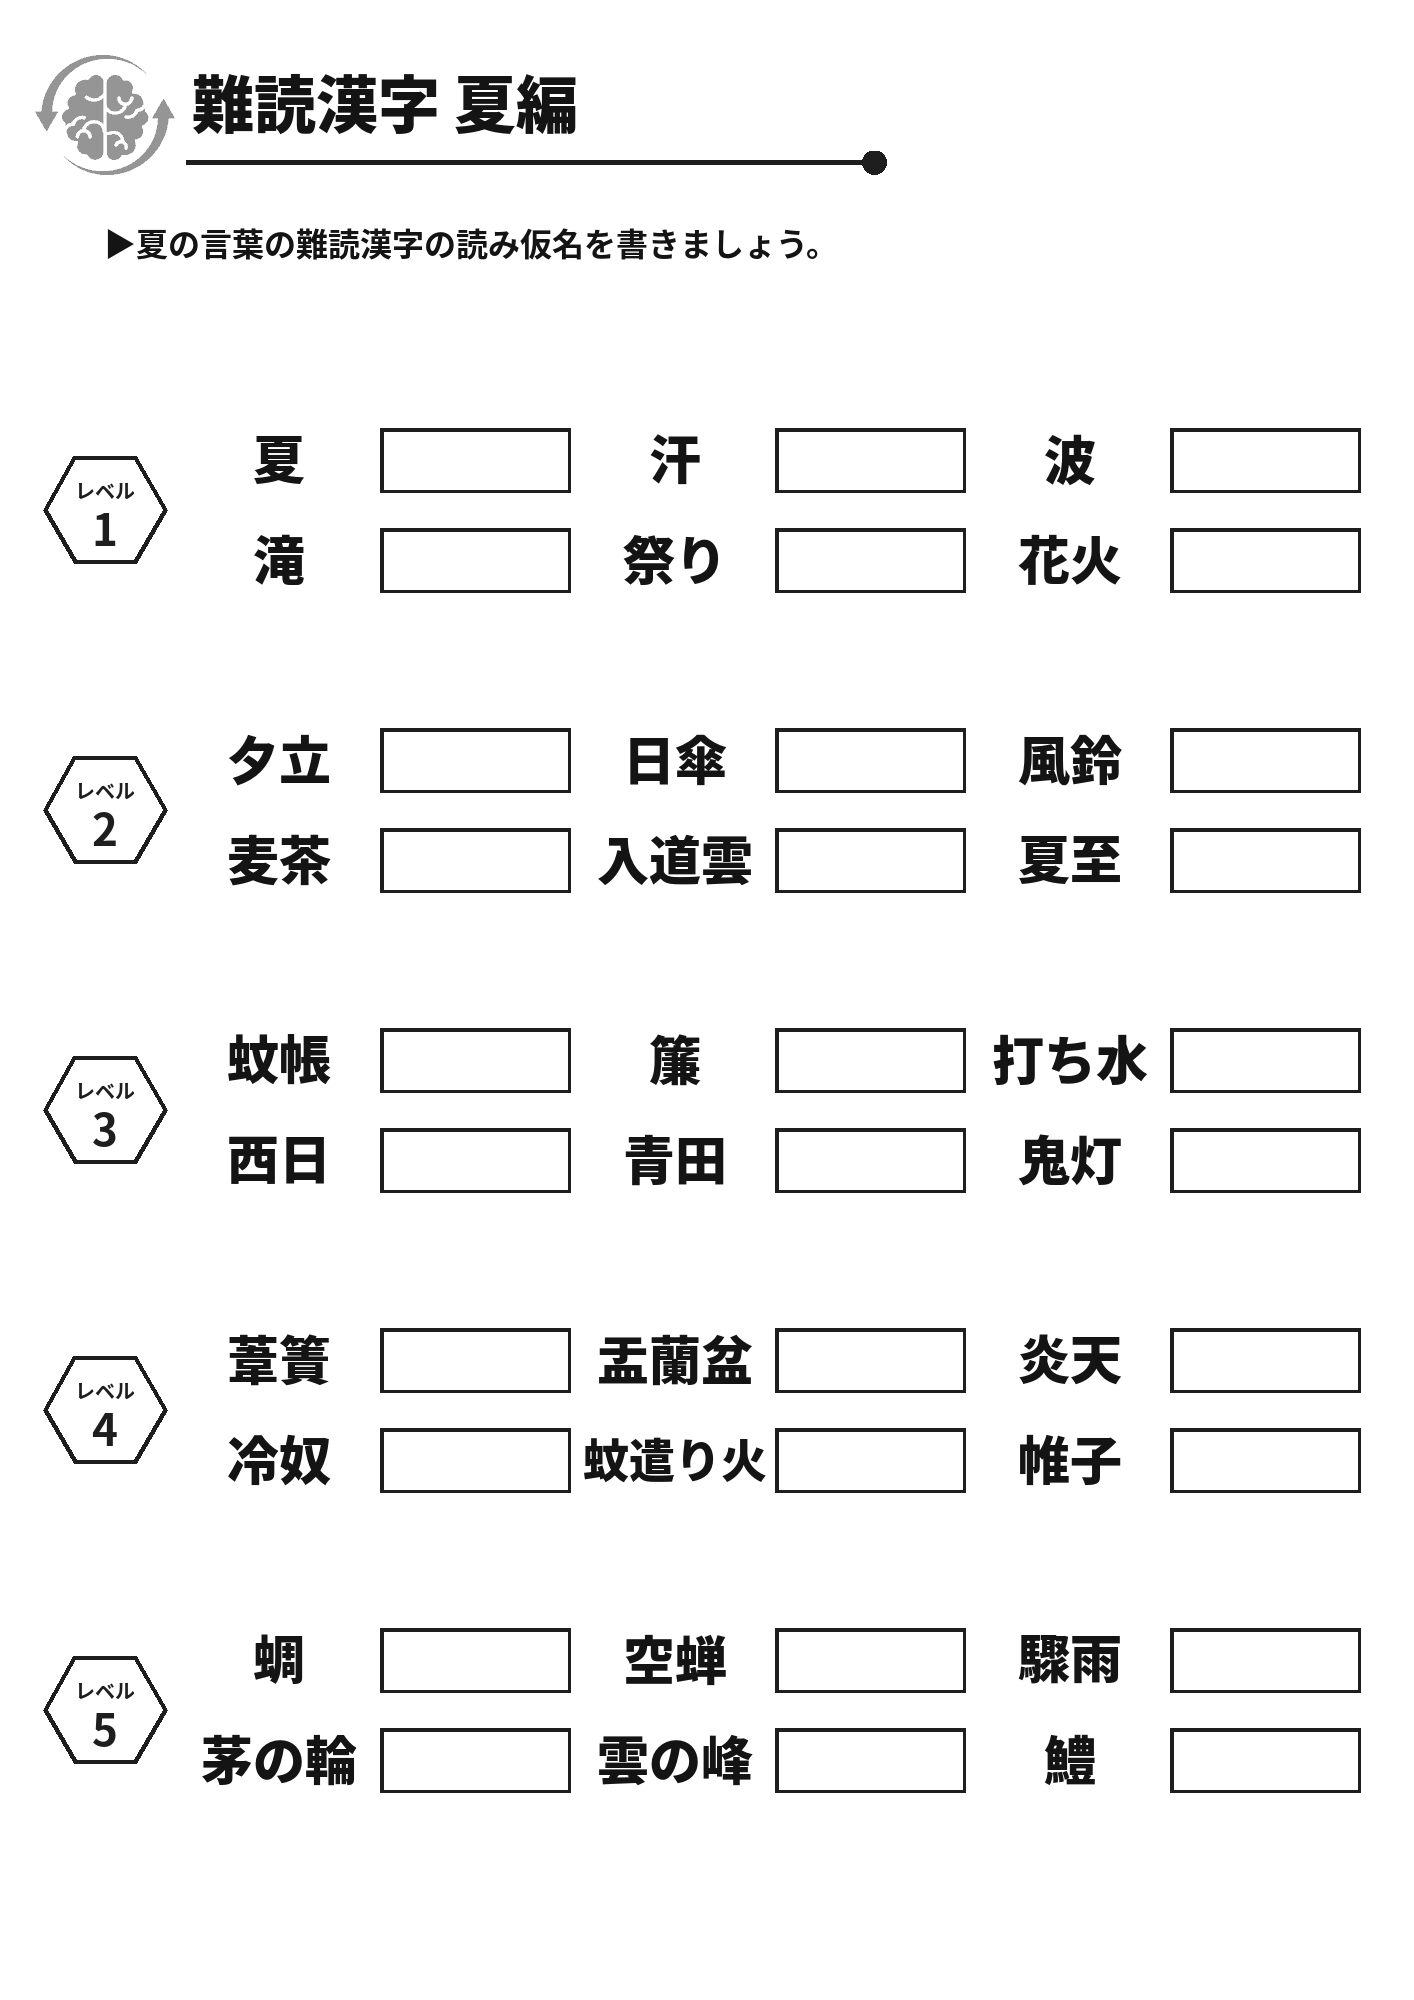 難読漢字 夏編
▶夏の言葉の難読漢字の読み仮名を書きましょう。
レベル
1
夏 汗 波
滝 祭り 花火
レベル
2
夕立 日傘 風鈴
麦茶 入道雲 夏至
レベル
3
蚊帳 簾 打ち水
西日 青田 鬼灯
レベル
4
葦簀 盂蘭盆 炎天
冷奴 蚊遣り火 帷子
レベル
5
蜩 空蝉 驟雨
茅の輪 雲の峰 鱧